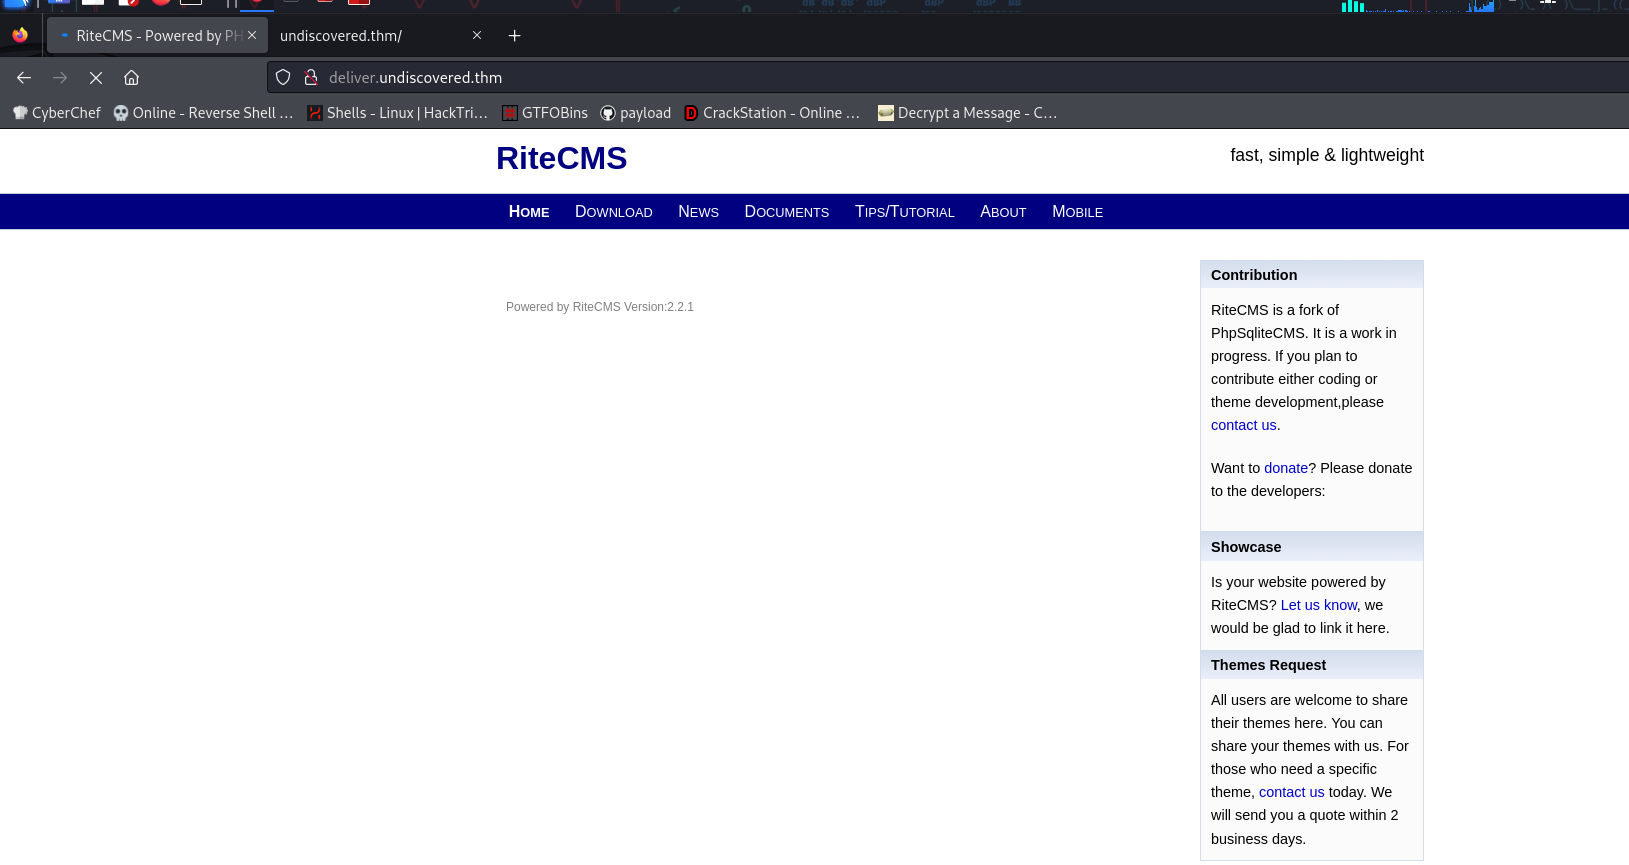 RiteCMS - Powered by PH
undiscovered.thm/
deliver.undiscovered.thm
CyberChef
Online - Reverse Shell ...
Shells - Linux | HackTri...
GTFOBins
payload
CrackStation - Online ...
Decrypt a Message - C...
RiteCMS
fast, simple & lightweight
Home Download News Documents Tips/Tutorial About Mobile
Powered by RiteCMS Version:2.2.1
Contribution
RiteCMS is a fork of
PhpSqliteCMS. It is a work in
progress. If you plan to
contribute either coding or
theme development,please
contact us.
Want to donate? Please donate
to the developers:
Showcase
Is your website powered by
RiteCMS? Let us know, we
would be glad to link it here.
Themes Request
All users are welcome to share
their themes here. You can
share your themes with us. For
those who need a specific
theme, contact us today. We
will send you a quote within 2
business days.